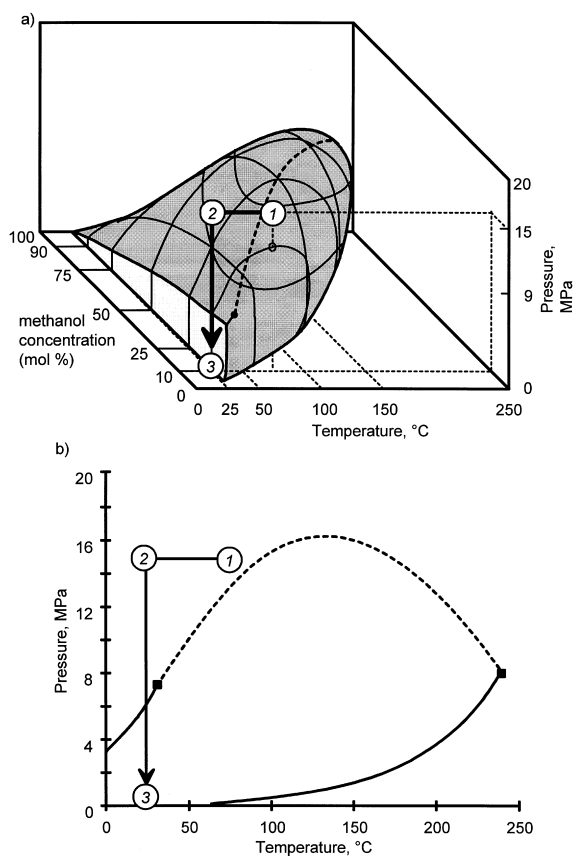 a)
20
15
9
0
Pressure,
MPa
100
90
75
50
25
10
0
methanol
concentration
(mol %)
2
1
3
0 25 50 100 150 250
Temperature, °C
b)
20
16
12
8
4
0
Pressure, MPa
2
1
3
0 50 100 150 200 250
Temperature, °C